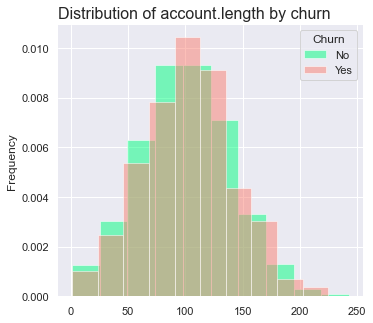 Distribution of account.length by churn
Churn
No
Yes
Frequency
0.010
0.008
0.006
0.004
0.002
0.000
0 50 100 150 200 250